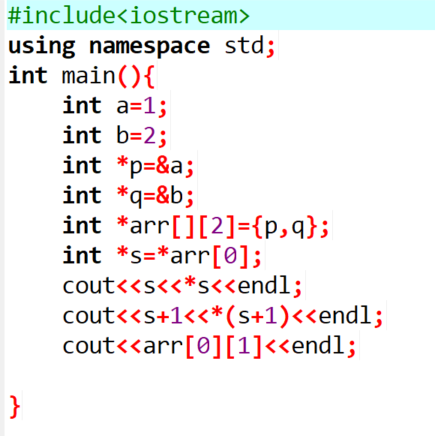 #include<iostream>
using namespace std;
int main(){
    int a=1;
    int b=2;
    int *p=&a;
    int *q=&b;
    int *arr[][2]={p,q};
    int *s=*arr[0];
    cout<<s<<*s<<endl;
    cout<<s+1<<*(s+1)<<endl;
    cout<<arr[0][1]<<endl;
}